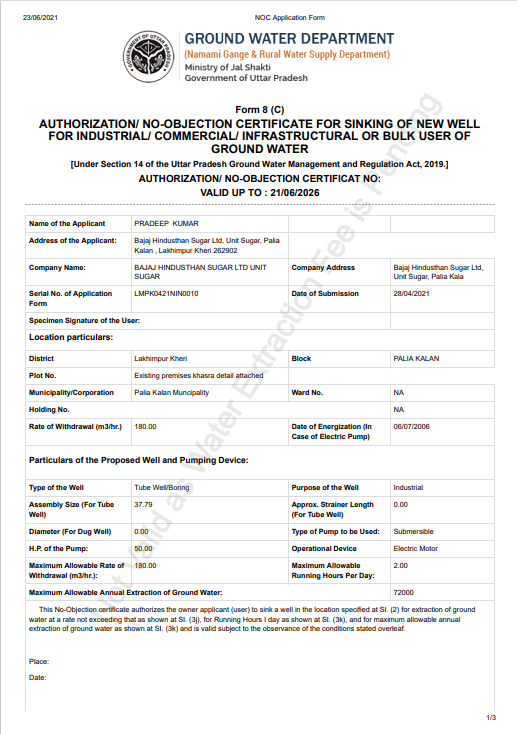 23/06/2021 NOC Application Form
GOVERNMENT OF UTTAR PRADESH
GROUND WATER DEPARTMENT
(Namami Gange & Rural Water Supply Department)
Ministry of Jal Shakti
Government of Uttar Pradesh
Form 8 (C)
AUTHORIZATION/ NO-OBJECTION CERTIFICATE FOR SINKING OF NEW WELL
FOR INDUSTRIAL/ COMMERCIAL/ INFRASTRUCTURAL OR BULK USER OF
GROUND WATER
[Under Section 14 of the Uttar Pradesh Ground Water Management and Regulation Act, 2019.]
AUTHORIZATION/ NO-OBJECTION CERTIFICAT NO:
VALID UP TO : 21/06/2026
Name of the Applicant PRADEEP KUMAR
Address of the Applicant: Bajaj Hindusthan Sugar Ltd, Unit Sugar, Palia
Kalan , Lakhimpur Kheri 262902
Company Name: BAJAJ HINDUSTHAN SUGAR LTD UNIT Company Address Bajaj Hindusthan Sugar Ltd,
SUGAR Unit Sugar, Palia Kala
Serial No. of Application LMPK0421NIN0010 Date of Submission 28/04/2021
Form
Specimen Signature of the User:
Location particulars:
District Lakhimpur Kheri Block PALIA KALAN
Plot No. Existing premises khasra detail attached
Municipality/Corporation Palia Kalan Muncipality Ward No. NA
Holding No. NA
Rate of Withdrawal (m3/hr.) 180.00 Date of Energization (In 06/07/2006
Case of Electric Pump)
Particulars of the Proposed Well and Pumping Device:
Type of the Well Tube Well/Boring Purpose of the Well Industrial
Assembly Size (For Tube 37.79 Approx. Strainer Length 0.00
Well) (For Tube Well)
Diameter (For Dug Well) 0.00 Type of Pump to be Used: Submersible
H.P. of the Pump: 50.00 Operational Device Electric Motor
Maximum Allowable Rate of 180.00 Maximum Allowable 2.00
Withdrawal (m3/hr.): Running Hours Per Day:
Maximum Allowable Annual Extraction of Ground Water: 72000
This No-Objection certificate authorizes the owner applicant (user) to sink a well in the location specified at Sl. (2) for extraction of ground
water at a rate not exceeding that as shown at Sl. (3j), for Running Hours I day as shown at Sl. (3k), and for maximum allowable annual
extraction of ground water as shown at Sl. (3k) and is valid subject to the observance of the conditions stated overleaf.
Place:
Date:
Not Valid as Water Extraction Fee is Pending
1/3